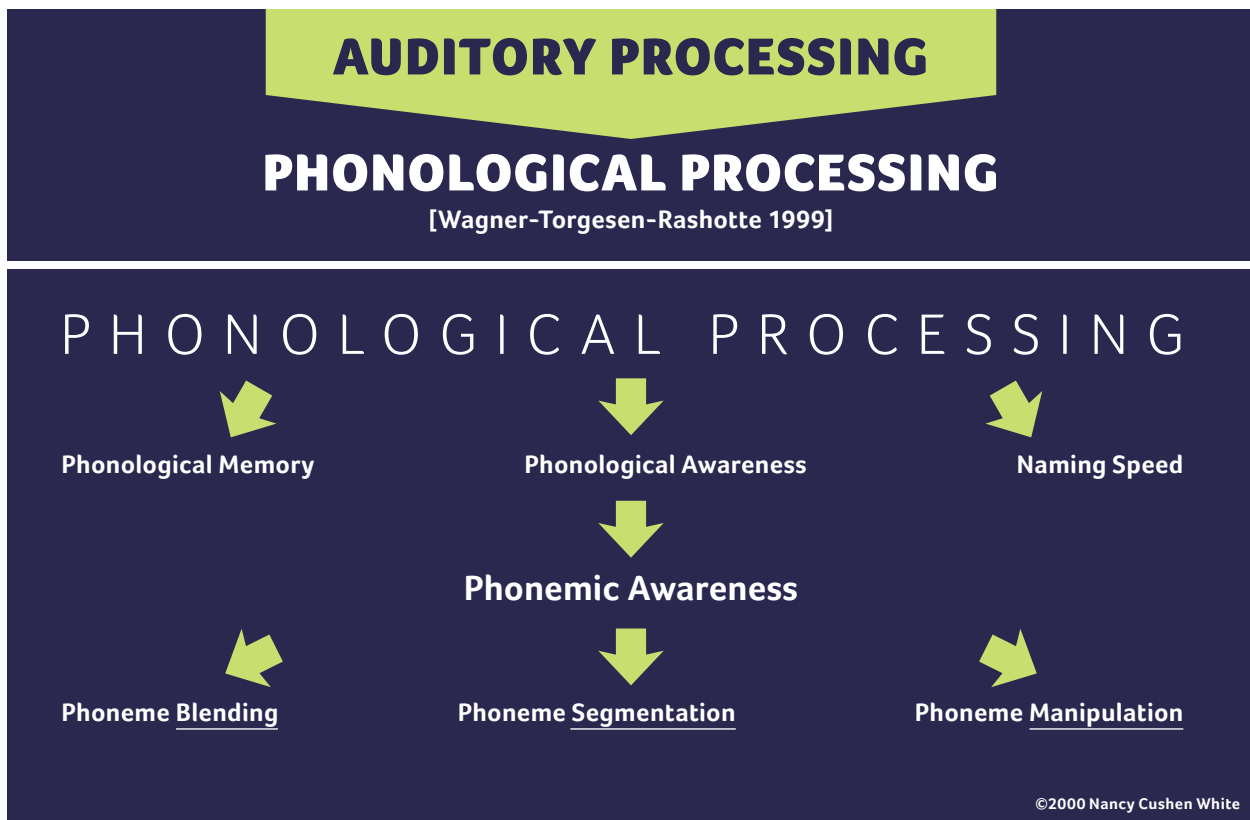 AUDITORY PROCESSING
PHONOLOGICAL PROCESSING
[Wagner-Torgesen-Rashotte 1999]
PHONOLOGICAL PROCESSING
Phonological Memory
Phonological Awareness
Naming Speed
Phonemic Awareness
Phoneme Blending
Phoneme Segmentation
Phoneme Manipulation
©2000 Nancy Cushen White